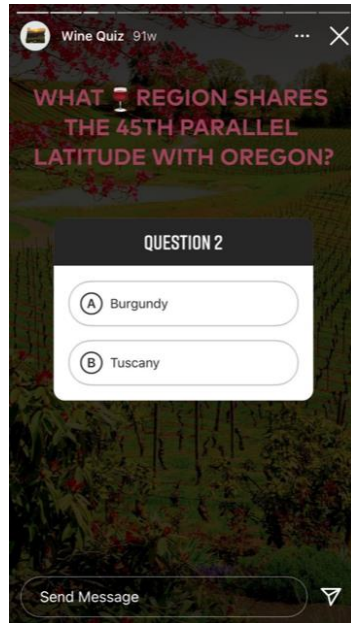 Wine Quiz 91w
WHAT 🍷 REGION SHARES
THE 45TH PARALLEL
LATITUDE WITH OREGON?
QUESTION 2
A Burgundy
B Tuscany
Send Message